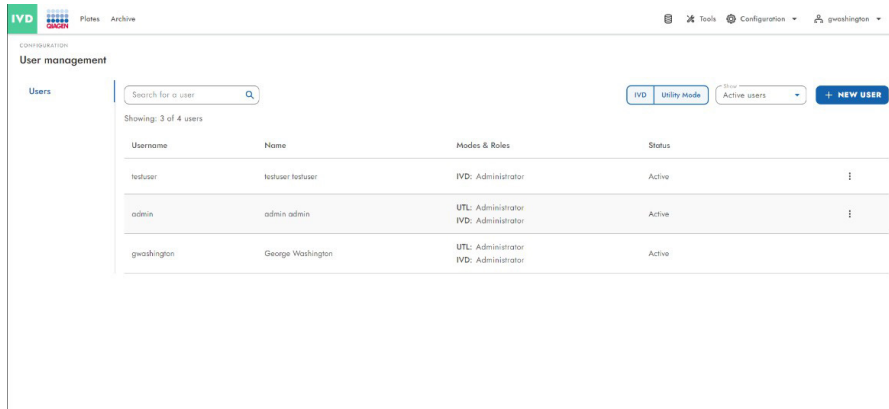 IVD QIAGEN Plates Archive Tools Configuration gwashington
CONFIGURATION
User management
Users
Search for a user
IVD Utility Mode
Show
Active users
+ NEW USER
Showing: 3 of 4 users
Username Name Modes & Roles Status
testuser testuser testuser IVD: Administrator Active
admin admin admin UTL: Administrator Active
IVD: Administrator
gwashington George Washington UTL: Administrator Active
IVD: Administrator